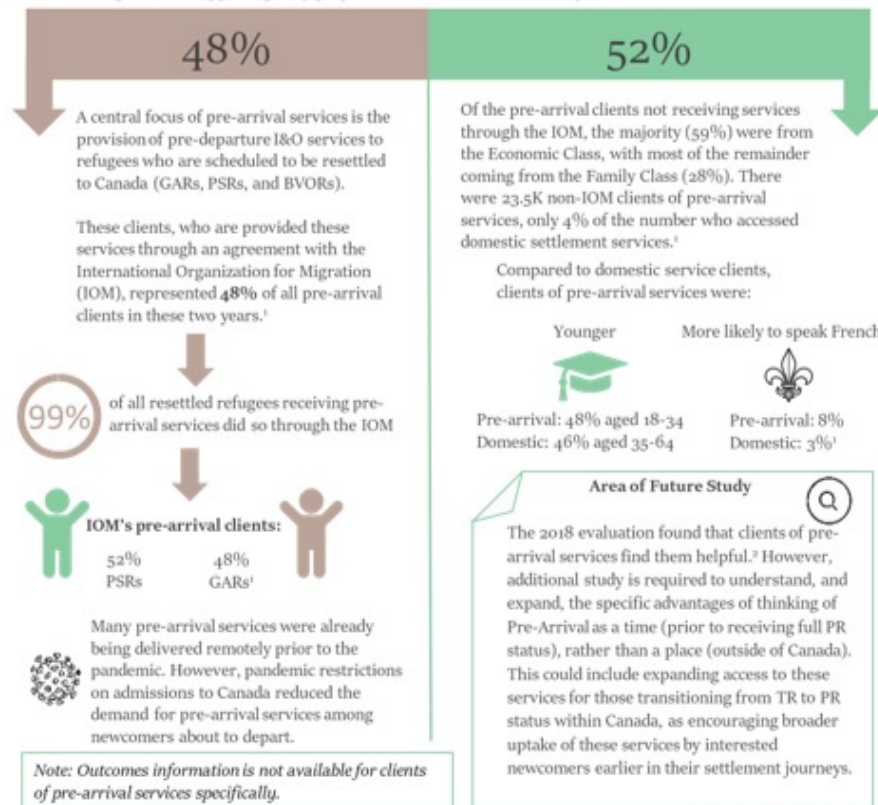 48%
A central focus of pre-arrival services is the
provision of pre-departure I&O services to
refugees who are scheduled to be resettled
to Canada (GARs, PSRs, and BVORs).
These clients, who are provided these
services through an agreement with the
International Organization for Migration
(IOM), represented 48% of all pre-arrival
clients in these two years.¹
99%
of all resettled refugees receiving pre-
arrival services did so through the IOM
IOM's pre-arrival clients:
52%
PSRs
48%
GARs¹
Many pre-arrival services were already
being delivered remotely prior to the
pandemic. However, pandemic restrictions
on admissions to Canada reduced the
demand for pre-arrival services among
newcomers about to depart.
Note: Outcomes information is not available for clients
of pre-arrival services specifically.
52%
Of the pre-arrival clients not receiving services
through the IOM, the majority (59%) were from
the Economic Class, with most of the remainder
coming from the Family Class (28%). There
were 23.5K non-IOM clients of pre-arrival
services, only 4% of the number who accessed
domestic settlement services.¹
Compared to domestic service clients,
clients of pre-arrival services were:
Younger
Pre-arrival: 48% aged 18-34
Domestic: 46% aged 35-64
More likely to speak French
Pre-arrival: 8%
Domestic: 3%¹
Area of Future Study
The 2018 evaluation found that clients of pre-
arrival services find them helpful.² However,
additional study is required to understand, and
expand, the specific advantages of thinking of
Pre-Arrival as a time (prior to receiving full PR
status), rather than a place (outside of Canada).
This could include expanding access to these
services for those transitioning from TR to PR
status within Canada, as encouraging broader
uptake of these services by interested
newcomers earlier in their settlement journeys.